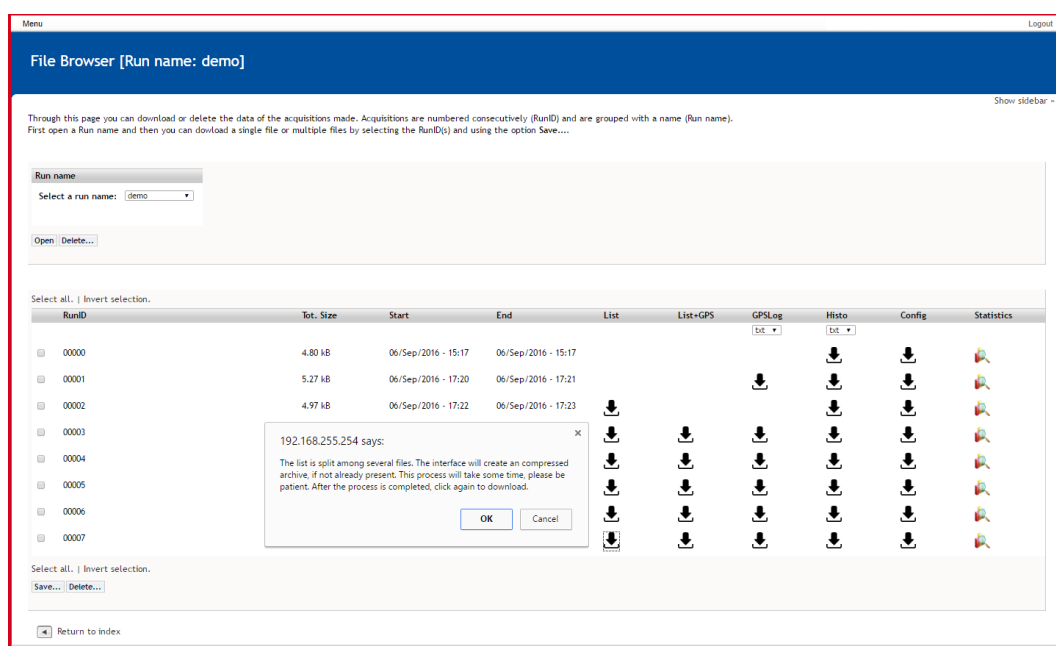 Menu
Logout
File Browser [Run name: demo]
Show sidebar »
Through this page you can download or delete the data of the acquisitions made. Acquisitions are numbered consecutively (RunID) and are grouped with a name (Run name).
First open a Run name and then you can dowload a single file or multiple files by selecting the RunID(s) and using the option Save....
Run name
Select a run name: demo
Open Delete...
Select all. | Invert selection.
RunID Tot. Size Start End List List+GPS GPSLog Histo Config Statistics
txt txt
00000 4.80 kB 06/Sep/2016 - 15:17 06/Sep/2016 - 15:17
00001 5.27 kB 06/Sep/2016 - 17:20 06/Sep/2016 - 17:21
00002 4.97 kB 06/Sep/2016 - 17:22 06/Sep/2016 - 17:23
00003
00004
00005
00006
00007
192.168.255.254 says:
The list is split among several files. The interface will create an compressed
archive, if not already present. This process will take some time, please be
patient. After the process is completed, click again to download.
OK Cancel
Select all. | Invert selection.
Save... Delete...
Return to index